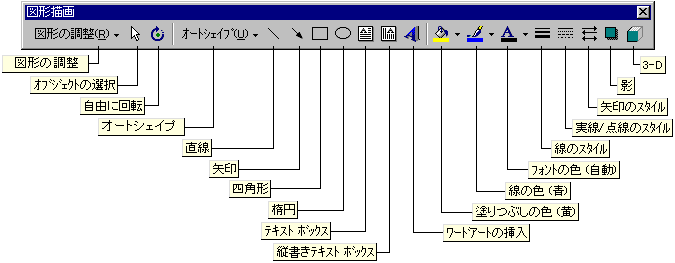 図形描画
図形の調整(R)
オートシェイプ(U)
A
A
図形の調整
オブジェクトの選択
自由に回転
オートシェイプ
直線
矢印
四角形
楕円
テキスト ボックス
縦書きテキスト ボックス
3-D
影
矢印のスタイル
実線/点線のスタイル
線のスタイル
フォントの色 (自動)
線の色 (青)
塗りつぶしの色 (黄)
ワードアートの挿入